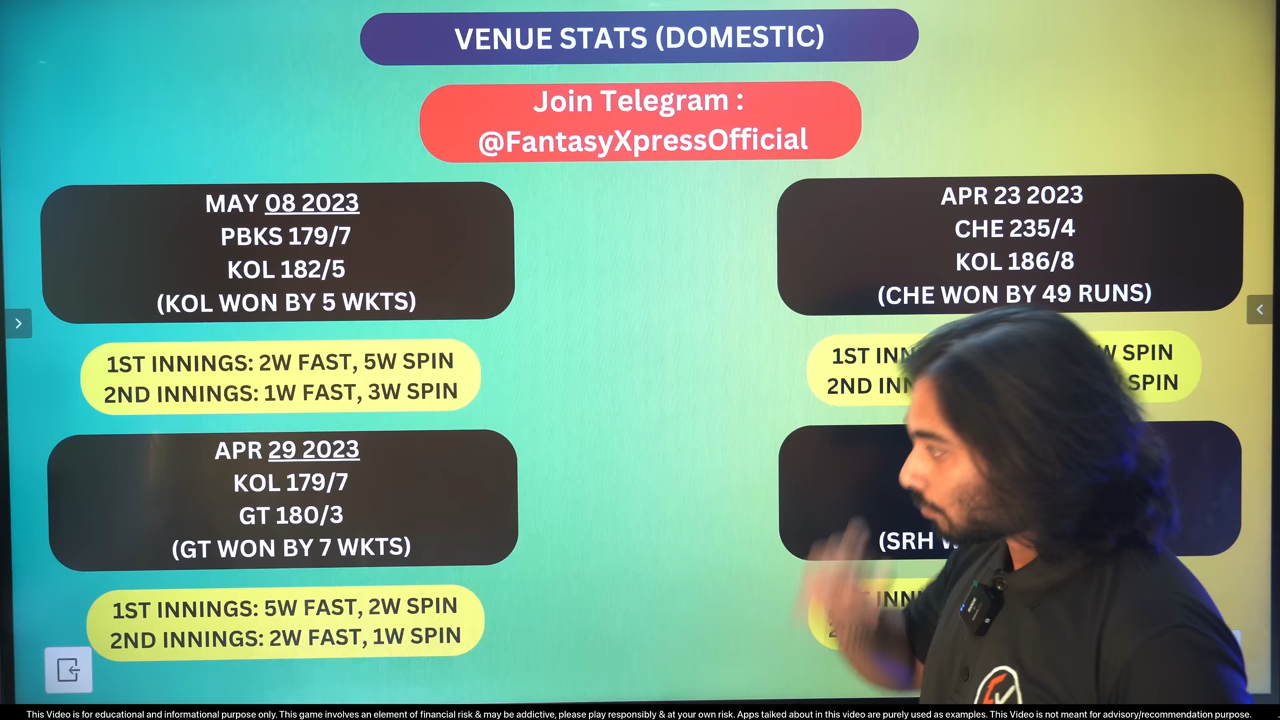 VENUE STATS (DOMESTIC)
Join Telegram :
@FantasyXpressOfficial
MAY 08 2023
PBKS 179/7
KOL 182/5
(KOL WON BY 5 WKTS)
1ST INNINGS: 2W FAST, 5W SPIN
2ND INNINGS: 1W FAST, 3W SPIN
APR 29 2023
KOL 179/7
GT 180/3
(GT WON BY 7 WKTS)
1ST INNINGS: 5W FAST, 2W SPIN
2ND INNINGS: 2W FAST, 1W SPIN
APR 23 2023
CHE 235/4
KOL 186/8
(CHE WON BY 49 RUNS)
1ST SPIN
2ND SPIN
(SRH
This Video is for educational and informational purpose only. This game involves an element of financial risk & may be addictive, please play responsibly & at your own risk. Apps talked about in this video are purely used as examples. This Video is not meant for advisory/recommendation purpose.